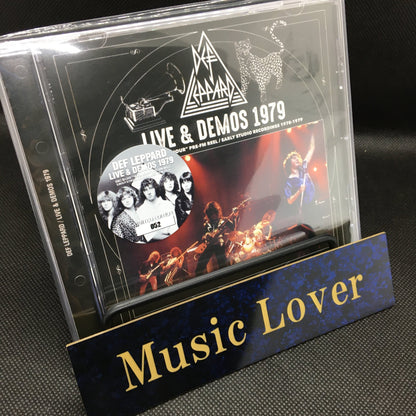 DEF
LEPPARD
LIVE & DEMOS 1979
PRE-FM REEL / EARLY STUDIO RECORDINGS 1978-1979
DEF LEPPARD
LIVE & DEMOS 1979
052
DEF LEPPARD LIVE & DEMOS 1979
Music Lover